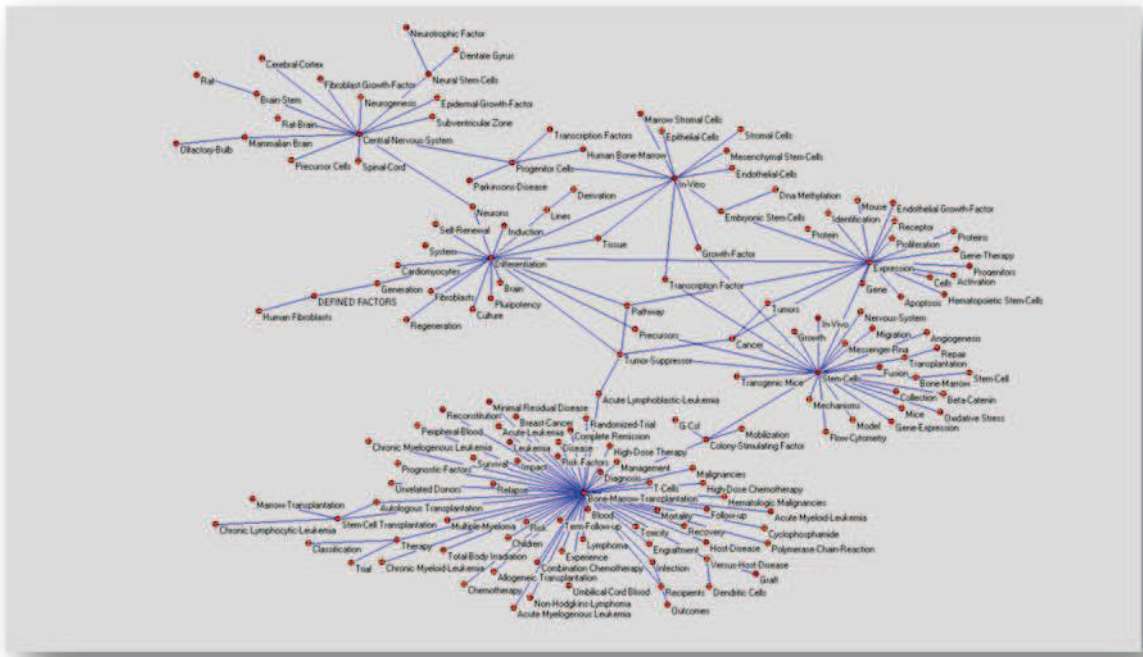 Neurotrophic Factor
Dentate Gyrus
Cerebral-Cortex
Rat
Fibroblast Growth-Factor
Neural Stem-Cells
Brain-Stem
Neurogenesis
Epidermal-Growth-Factor
Rat-Brain
Subventricular Zone
Central Nervous-System
Mammalian Brain
Olfactory-Bulb
Precursor Cells
Spinal-Cord
Marrow Stromal Cells
Transcription Factors
Epithelial-Cells
Stromal Cells
Human Bone-Marrow
Mesenchymal Stem-Cells
Progenitor Cells
Endothelial-Cells
Parkinsons-Disease
In-Vitro
Derivation
Dna Methylation
Neurons
Lines
Embryonic Stem-Cells
Mouse
Endothelial Growth-Factor
Identification
Receptor
Self-Renewal
Induction
Protein
Proliferation
Proteins
Tissue
System
Growth-Factor
Gene-Therapy
Differentiation
Expression
Cardiomyocytes
Progenitors
Cells
Activation
Generation
Brain
Transcription Factor
Gene
DEFINED FACTORS
Fibroblasts
Pluripotency
Apoptosis
Hematopoietic Stem-Cells
Human Fibroblasts
Culture
Pathway
Tumors
Regeneration
In-Vivo
Nervous-System
Precursors
Growth
Migration
Angiogenesis
Cancer
Messenger-Rna
Tumor-Suppressor
Transplantation
Repair
Transgenic Mice
Stem-Cells
Fusion
Bone-Marrow
Stem-Cell
Acute Lymphoblastic-Leukemia
Collection
Beta-Catenin
Mechanisms
Mice
Oxidative Stress
Model
Gene-Expression
Flow-Cytometry
Minimal Residual Disease
Reconstitution
Breast-Cancer
Randomized-Trial
G-Csf
Mobilization
Peripheral-Blood
Acute-Leukemia
Complete Remission
Colony-Stimulating Factor
Chronic Myelogenous Leukemia
Leukemia
Disease
High-Dose Therapy
Prognostic-Factors
Survival
Impact
Risk-Factors
Management
Malignancies
Diagnosis
Unrelated Donors
Relapse
T-Cells
High-Dose Chemotherapy
Bone-Marrow-Transplantation
Hematologic Malignancies
Marrow Transplantation
Autologous Transplantation
Blood
Mortality
Follow-up
Acute Myeloid-Leukemia
Chronic Lymphocytic-Leukemia
Stem-Cell Transplantation
Multiple-Myeloma
Risk
Term-Follow-up
Toxicity
Recovery
Cyclophosphamide
Classification
Therapy
Children
Lymphoma
Engraftment
Host-Disease
Polymerase Chain-Reaction
Total-Body Irradiation
Experience
Trial
Chronic Myeloid-Leukemia
Combination Chemotherapy
Infection
Versus-Host-Disease
Allogeneic Transplantation
Graft
Chemotherapy
Umbilical-Cord Blood
Recipients
Dendritic Cells
Non-Hodgkins-Lymphoma
Outcomes
Acute Myelogenous Leukemia